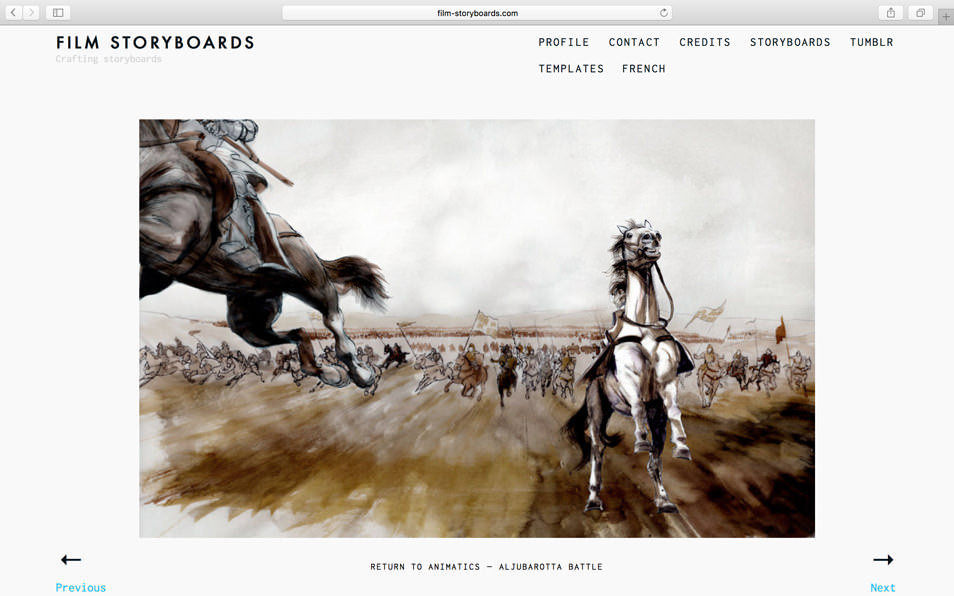 film-storyboards.com
FILM STORYBOARDS
Crafting storyboards
PROFILE CONTACT CREDITS STORYBOARDS TUMBLR
TEMPLATES FRENCH
RETURN TO ANIMATICS — ALJUBAROTTA BATTLE
Previous
Next